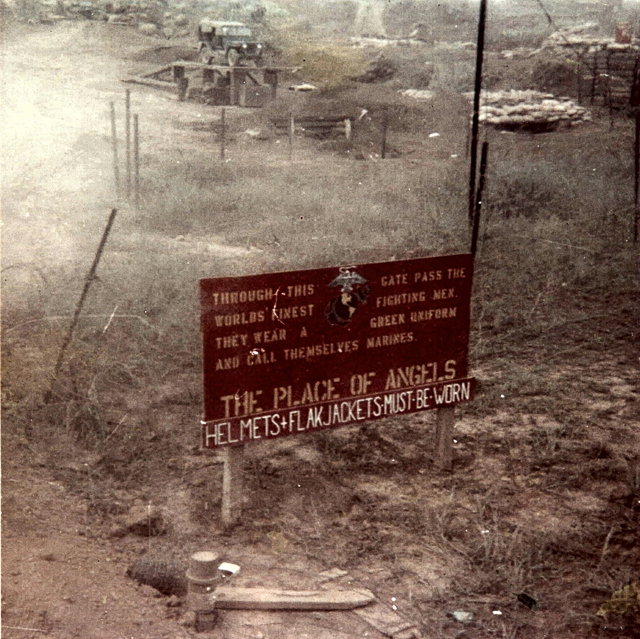 THROUGH THIS GATE PASS THE
WORLDS FINEST FIGHTING MEN.
THEY WEAR A GREEK UNIFORM
AND CALL THEMSELVES MARINES.
THE PLACE OF ANGELS
HELMETS+FLAKJACKETS·MUST·BE·WORN